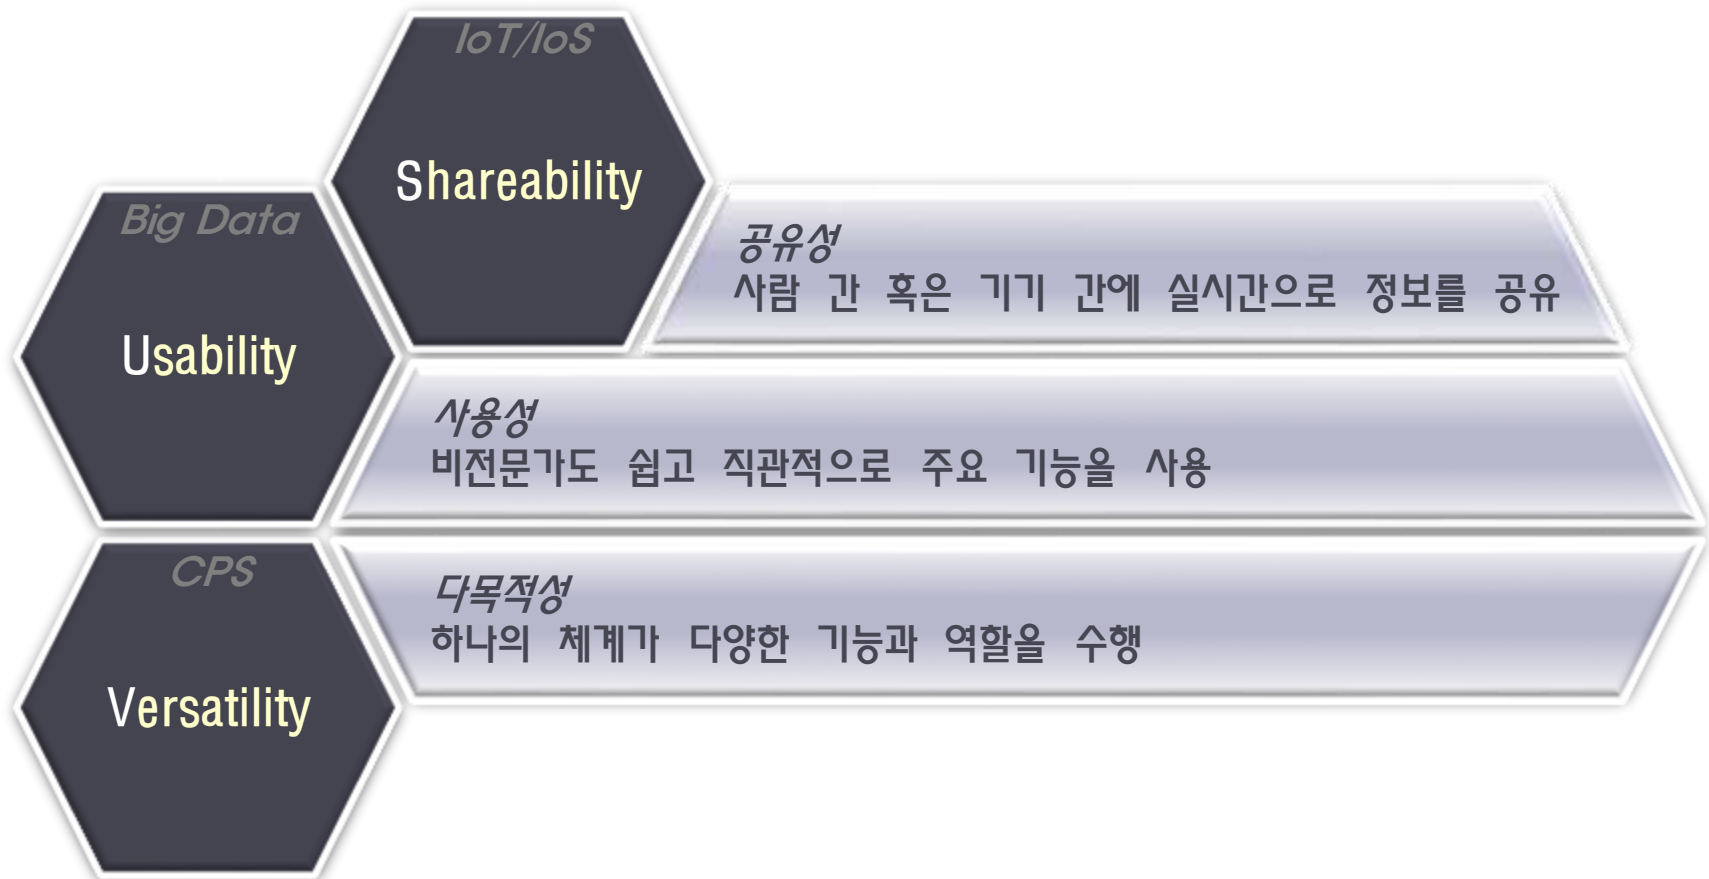 IoT/IoS
Shareability
공유성
사람 간 혹은 기기 간에 실시간으로 정보를 공유
Big Data
Usability
사용성
비전문가도 쉽고 직관적으로 주요 기능을 사용
CPS
Versatility
다목적성
하나의 체계가 다양한 기능과 역할을 수행